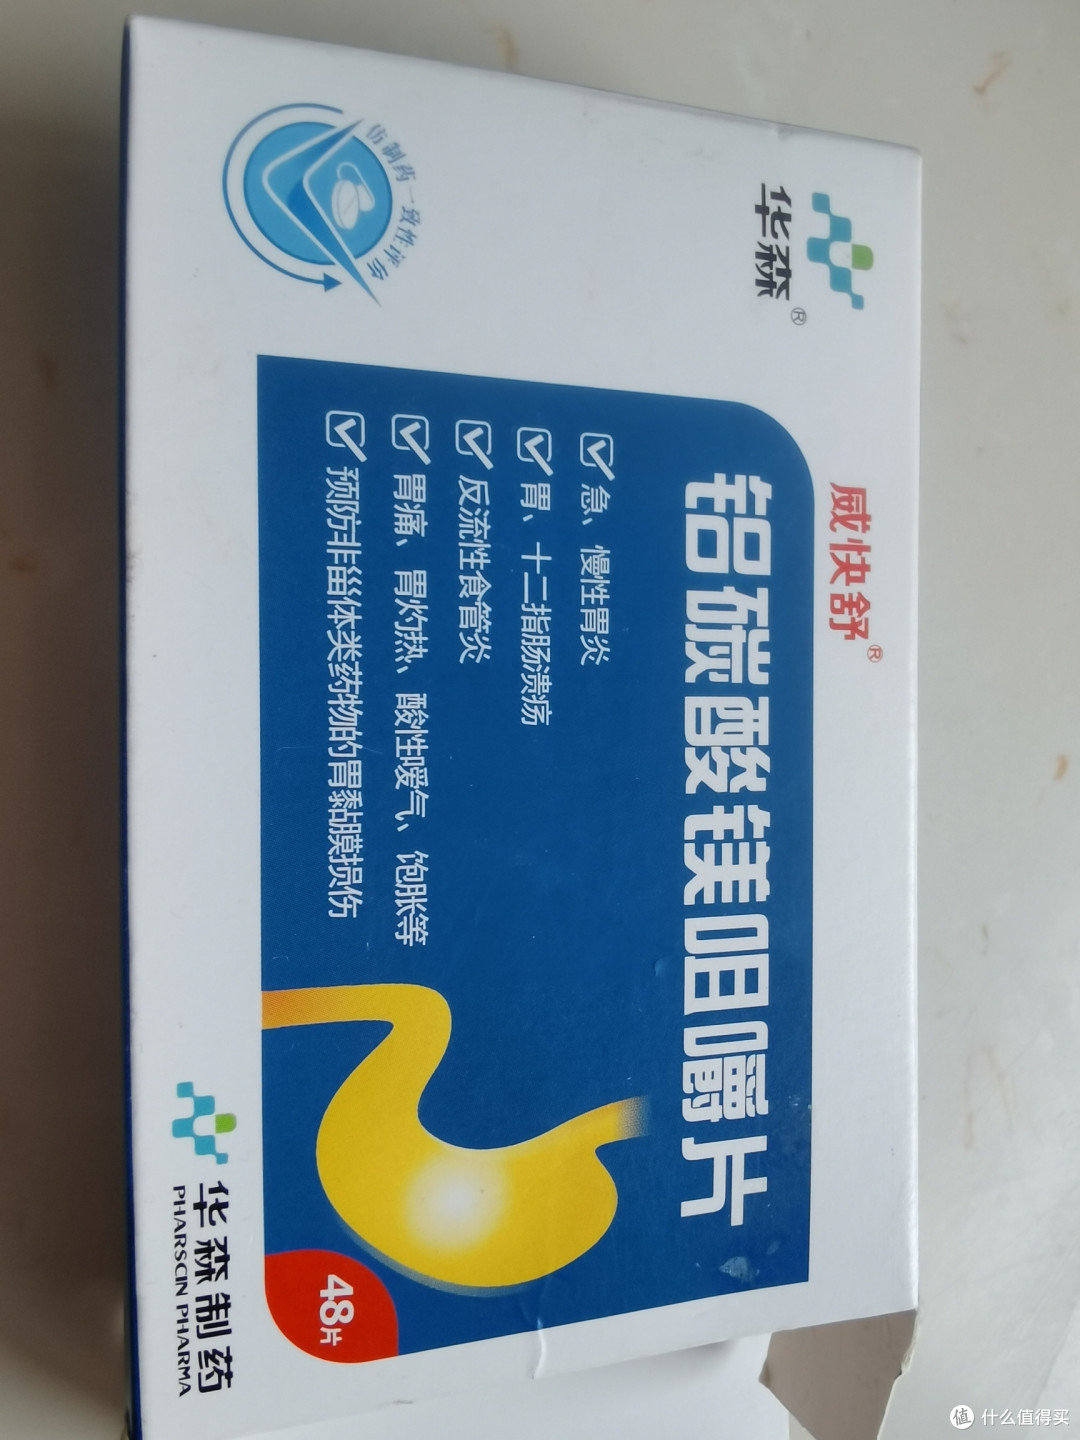 华森®
仿制药一致性评价
威快舒®
铝碳酸镁咀嚼片
急、慢性胃炎
胃、十二指肠溃疡
反流性食管炎
胃痛、胃灼热、酸性嗳气、饱胀等
预防非甾体类药物的胃黏膜损伤
48片
华森制药
PHARSCIN PHARMA
值 什么值得买